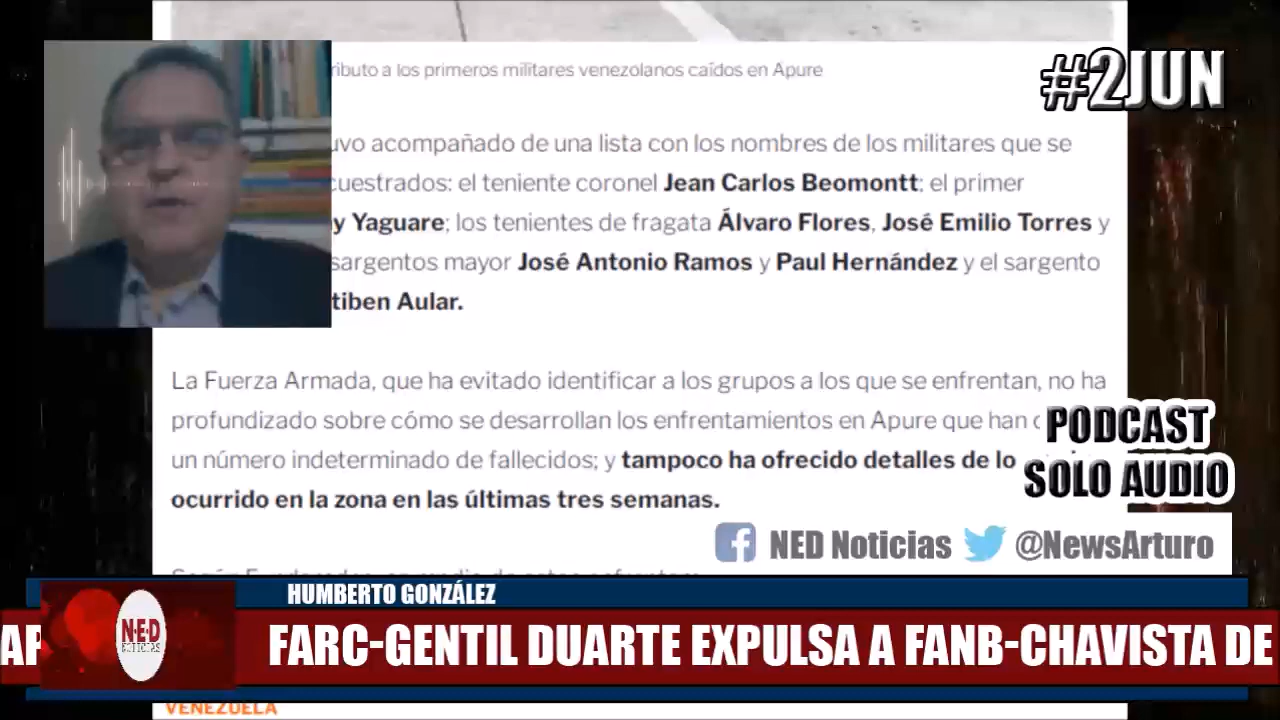 ributo a los primeros militares venezolanos caídos en Apure
#2JUN
uvo acompañado de una lista con los nombres de los militares que se
cuestrados: el teniente coronel Jean Carlos Beomontt; el primer
y Yaguare; los tenientes de fragata Álvaro Flores, José Emilio Torres y
sargentos mayor José Antonio Ramos y Paul Hernández y el sargento
tiben Aular.
La Fuerza Armada, que ha evitado identificar a los grupos a los que se enfrentan, no ha
profundizado sobre cómo se desarrollan los enfrentamientos en Apure que han
un número indeterminado de fallecidos; y tampoco ha ofrecido detalles de lo
ocurrido en la zona en las últimas tres semanas.
PODCAST
SOLO AUDIO
NED Noticias @NewsArturo
HUMBERTO GONZÁLEZ
AP
N·E·D
NOTICIAS
FARC-GENTIL DUARTE EXPULSA A FANB-CHAVISTA DE
VENEZUELA